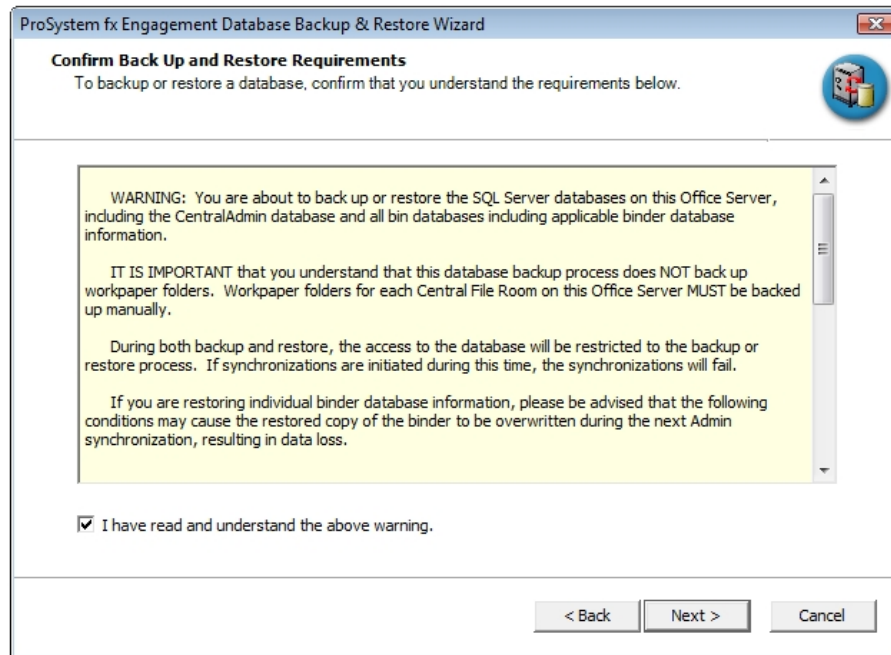 ProSystem fx Engagement Database Backup & Restore Wizard
Confirm Back Up and Restore Requirements
To backup or restore a database, confirm that you understand the requirements below.
WARNING: You are about to back up or restore the SQL Server databases on this Office Server,
including the CentralAdmin database and all bin databases including applicable binder database
information.
IT IS IMPORTANT that you understand that this database backup process does NOT back up
workpaper folders. Workpaper folders for each Central File Room on this Office Server MUST be backed
up manually.
During both backup and restore, the access to the database will be restricted to the backup or
restore process. If synchronizations are initiated during this time, the synchronizations will fail.
If you are restoring individual binder database information, please be advised that the following
conditions may cause the restored copy of the binder to be overwritten during the next Admin
synchronization, resulting in data loss.
I have read and understand the above warning.
< Back Next > Cancel